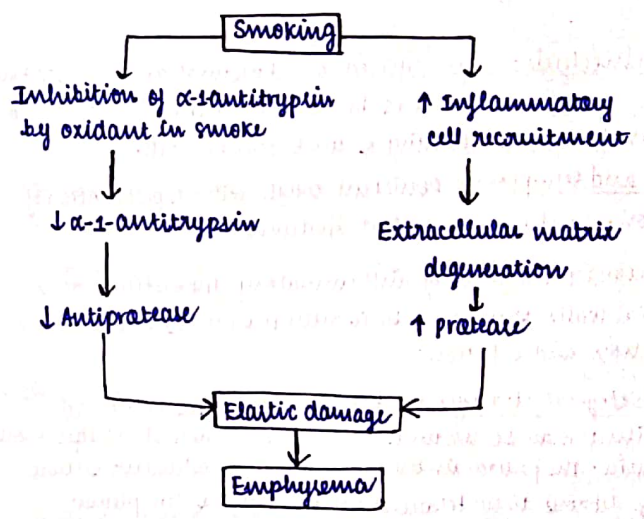 Smoking
Inhibition of α-1-antitrypsin
by oxidant in smoke
↑ Inflammatory
cell recruitment
↓ α-1-antitrypsin
Extracellular matrix
degeneration
↓ Antiprotease
↑ Protease
Elastic damage
Emphysema